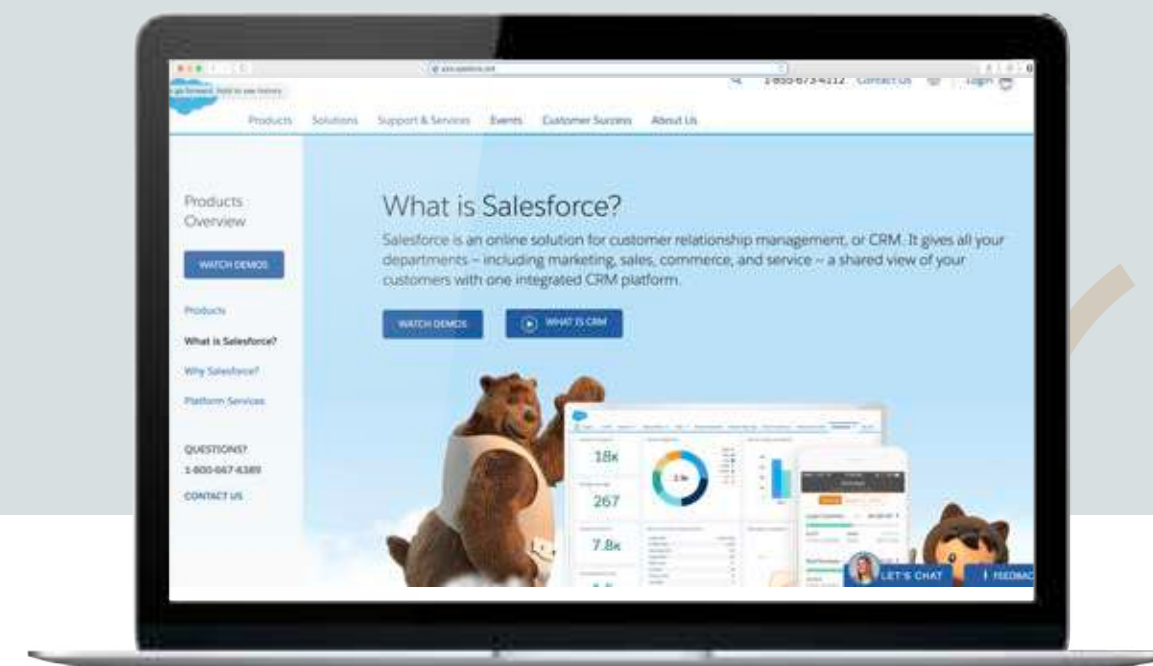 1-855-673-4112 Contact Us Login
Products Solutions Support & Services Events Customer Success About Us
Products
Overview
WATCH DEMOS
Products
What is Salesforce?
Why Salesforce?
Platform Services
QUESTIONS?
1-800-667-6389
CONTACT US
What is Salesforce?
Salesforce is an online solution for customer relationship management, or CRM. It gives all your
departments – including marketing, sales, commerce, and service – a shared view of your
customers with one integrated CRM platform.
WATCH DEMOS
WHAT IS CRM
18K
267
7.8K
LET'S CHAT